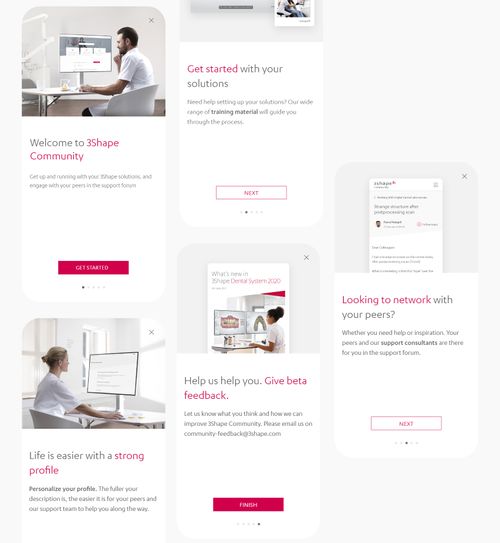 Welcome to 3Shape
Community
Get up and running with your 3Shape solutions, and
engage with your peers in the support forum
GET STARTED
Life is easier with a strong
profile
Personalize your profile. The fuller your
description is, the easier it is for your peers and
our support team to help you along the way.
Get started with your
solutions
Need help setting up your solutions? Our wide
range of training material will guide you
through the process.
NEXT
What's new in
3Shape Dental System 2020
Help us help you. Give beta
feedback.
Let us know what you think and how we can
improve 3Shape Community. Please email us on
community-feedback@3shape.com
FINISH
3shape
Strange structure after
postprocessing scan
Dear Colleagues
Looking to network with
your peers?
Whether you need help or inspiration. Your
peers and our support consultants are there
for you in the support forum.
NEXT